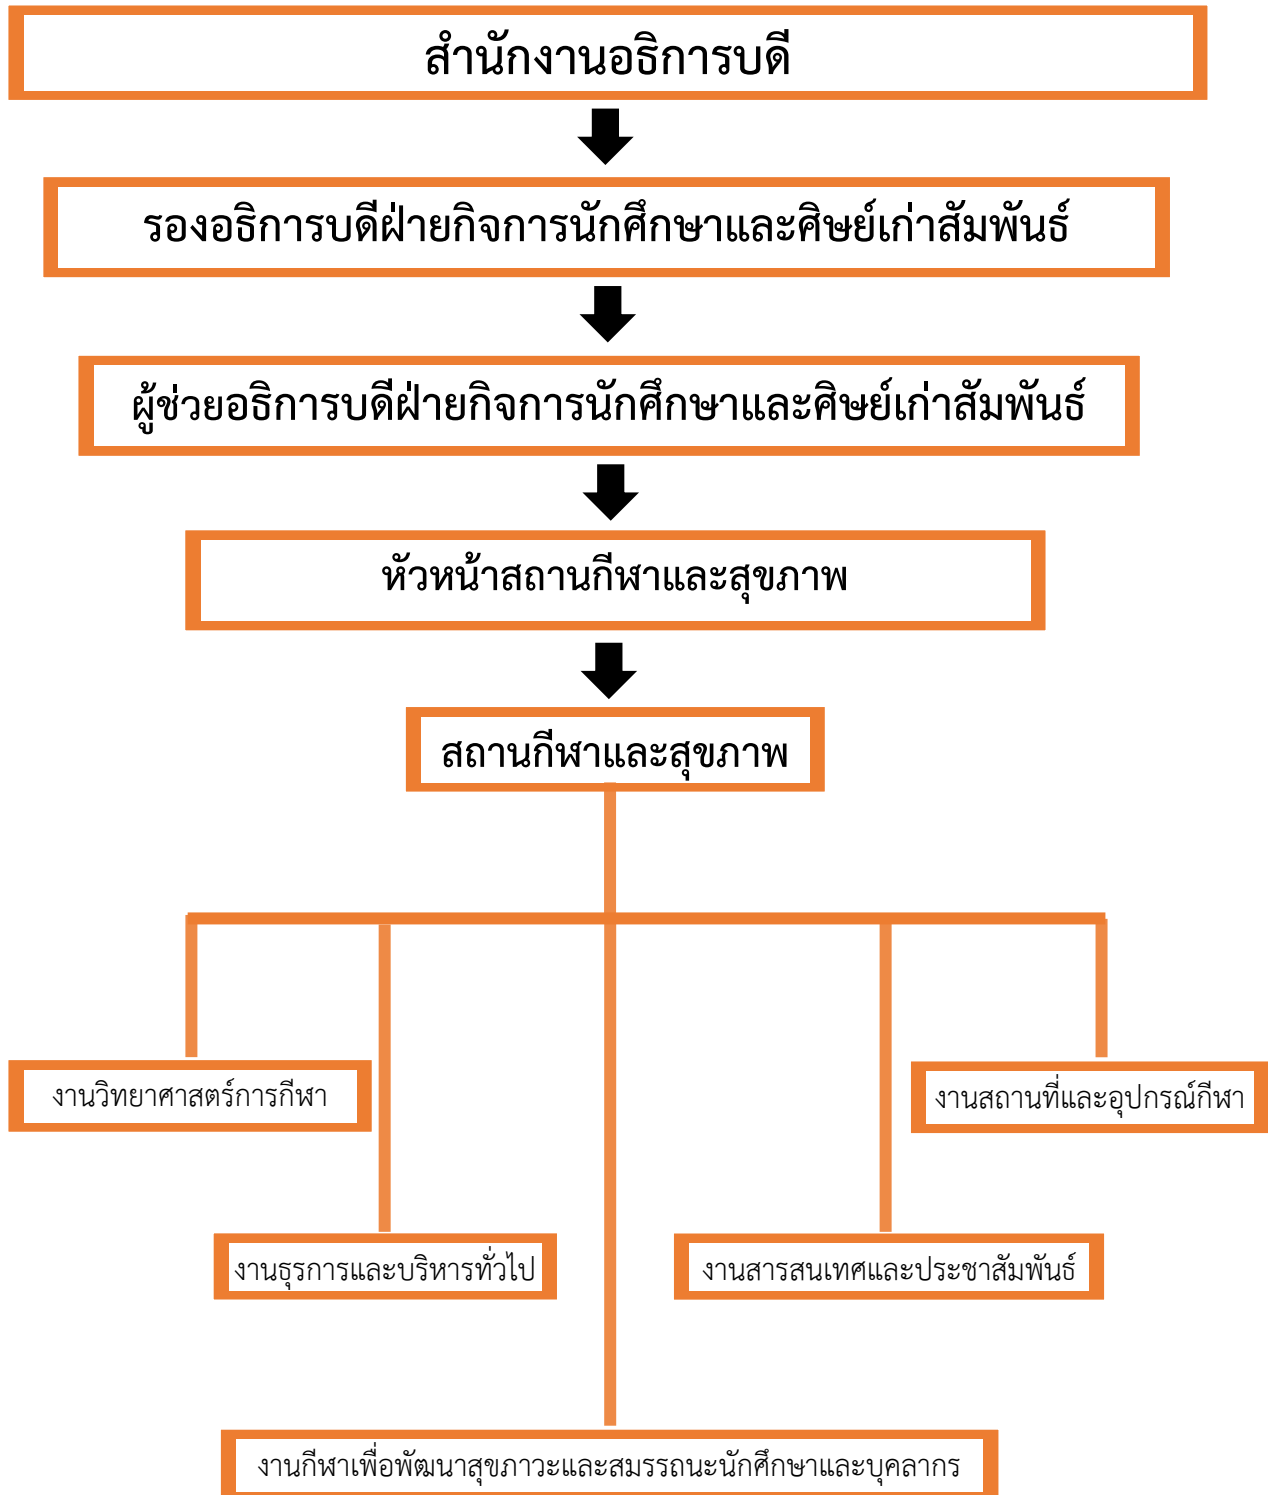 สำนักงานอธิการบดี
รองอธิการบดีฝ่ายกิจการนักศึกษาและศิษย์เก่าสัมพันธ์
ผู้ช่วยอธิการบดีฝ่ายกิจการนักศึกษาและศิษย์เก่าสัมพันธ์
หัวหน้าสถานกีฬาและสุขภาพ
สถานกีฬาและสุขภาพ
งานวิทยาศาสตร์การกีฬา
งานสถานที่และอุปกรณ์กีฬา
งานธุรการและบริหารทั่วไป
งานสารสนเทศและประชาสัมพันธ์
งานกีฬาเพื่อพัฒนาสุขภาวะและสมรรถนะนักศึกษาและบุคลากร